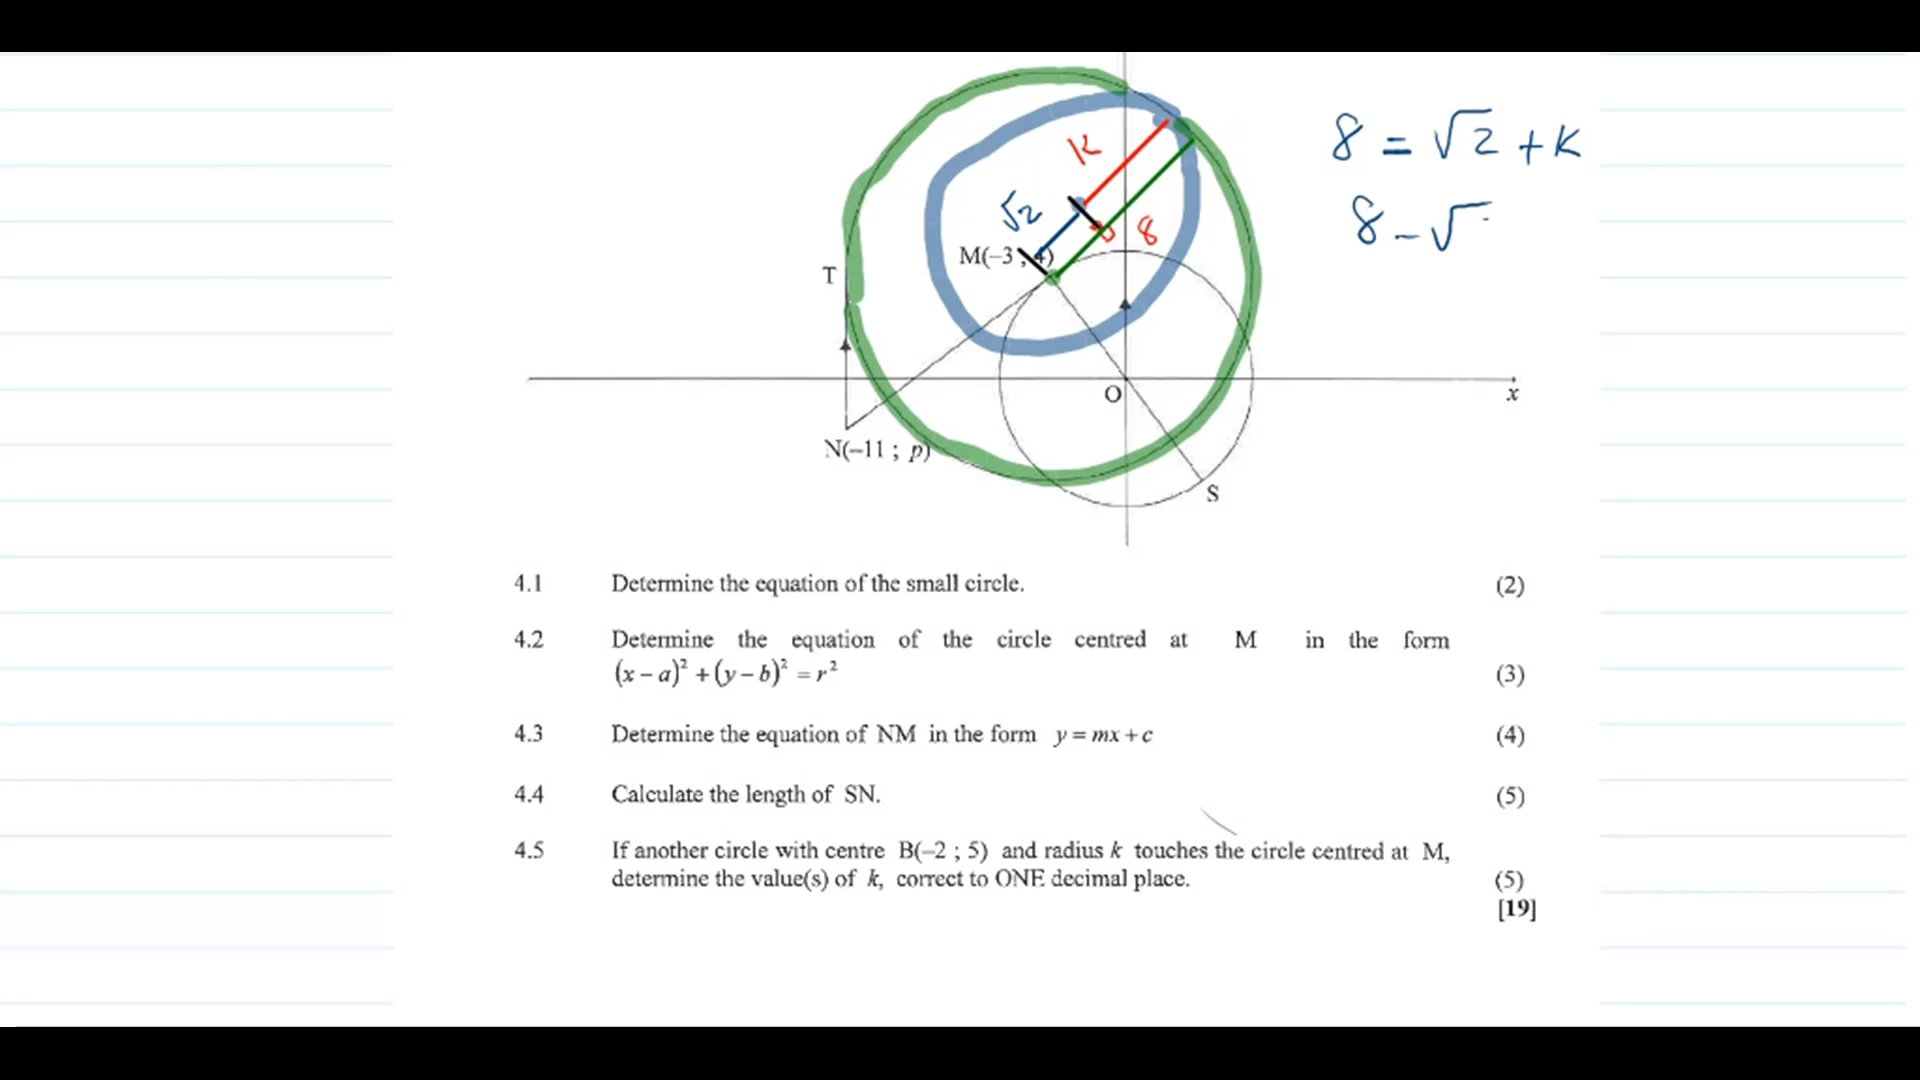 8 = √2 + k
k
√2
8 - √
8
M(–3 ; 4)
T
O
x
N(–11 ; p)
S
4.1 Determine the equation of the small circle. (2)
4.2 Determine the equation of the circle centred at M in the form
(x – a)² + (y – b)² = r² (3)
4.3 Determine the equation of NM in the form y = mx + c (4)
4.4 Calculate the length of SN. (5)
4.5 If another circle with centre B(–2 ; 5) and radius k touches the circle centred at M,
determine the value(s) of k, correct to ONE decimal place. (5)
[19]